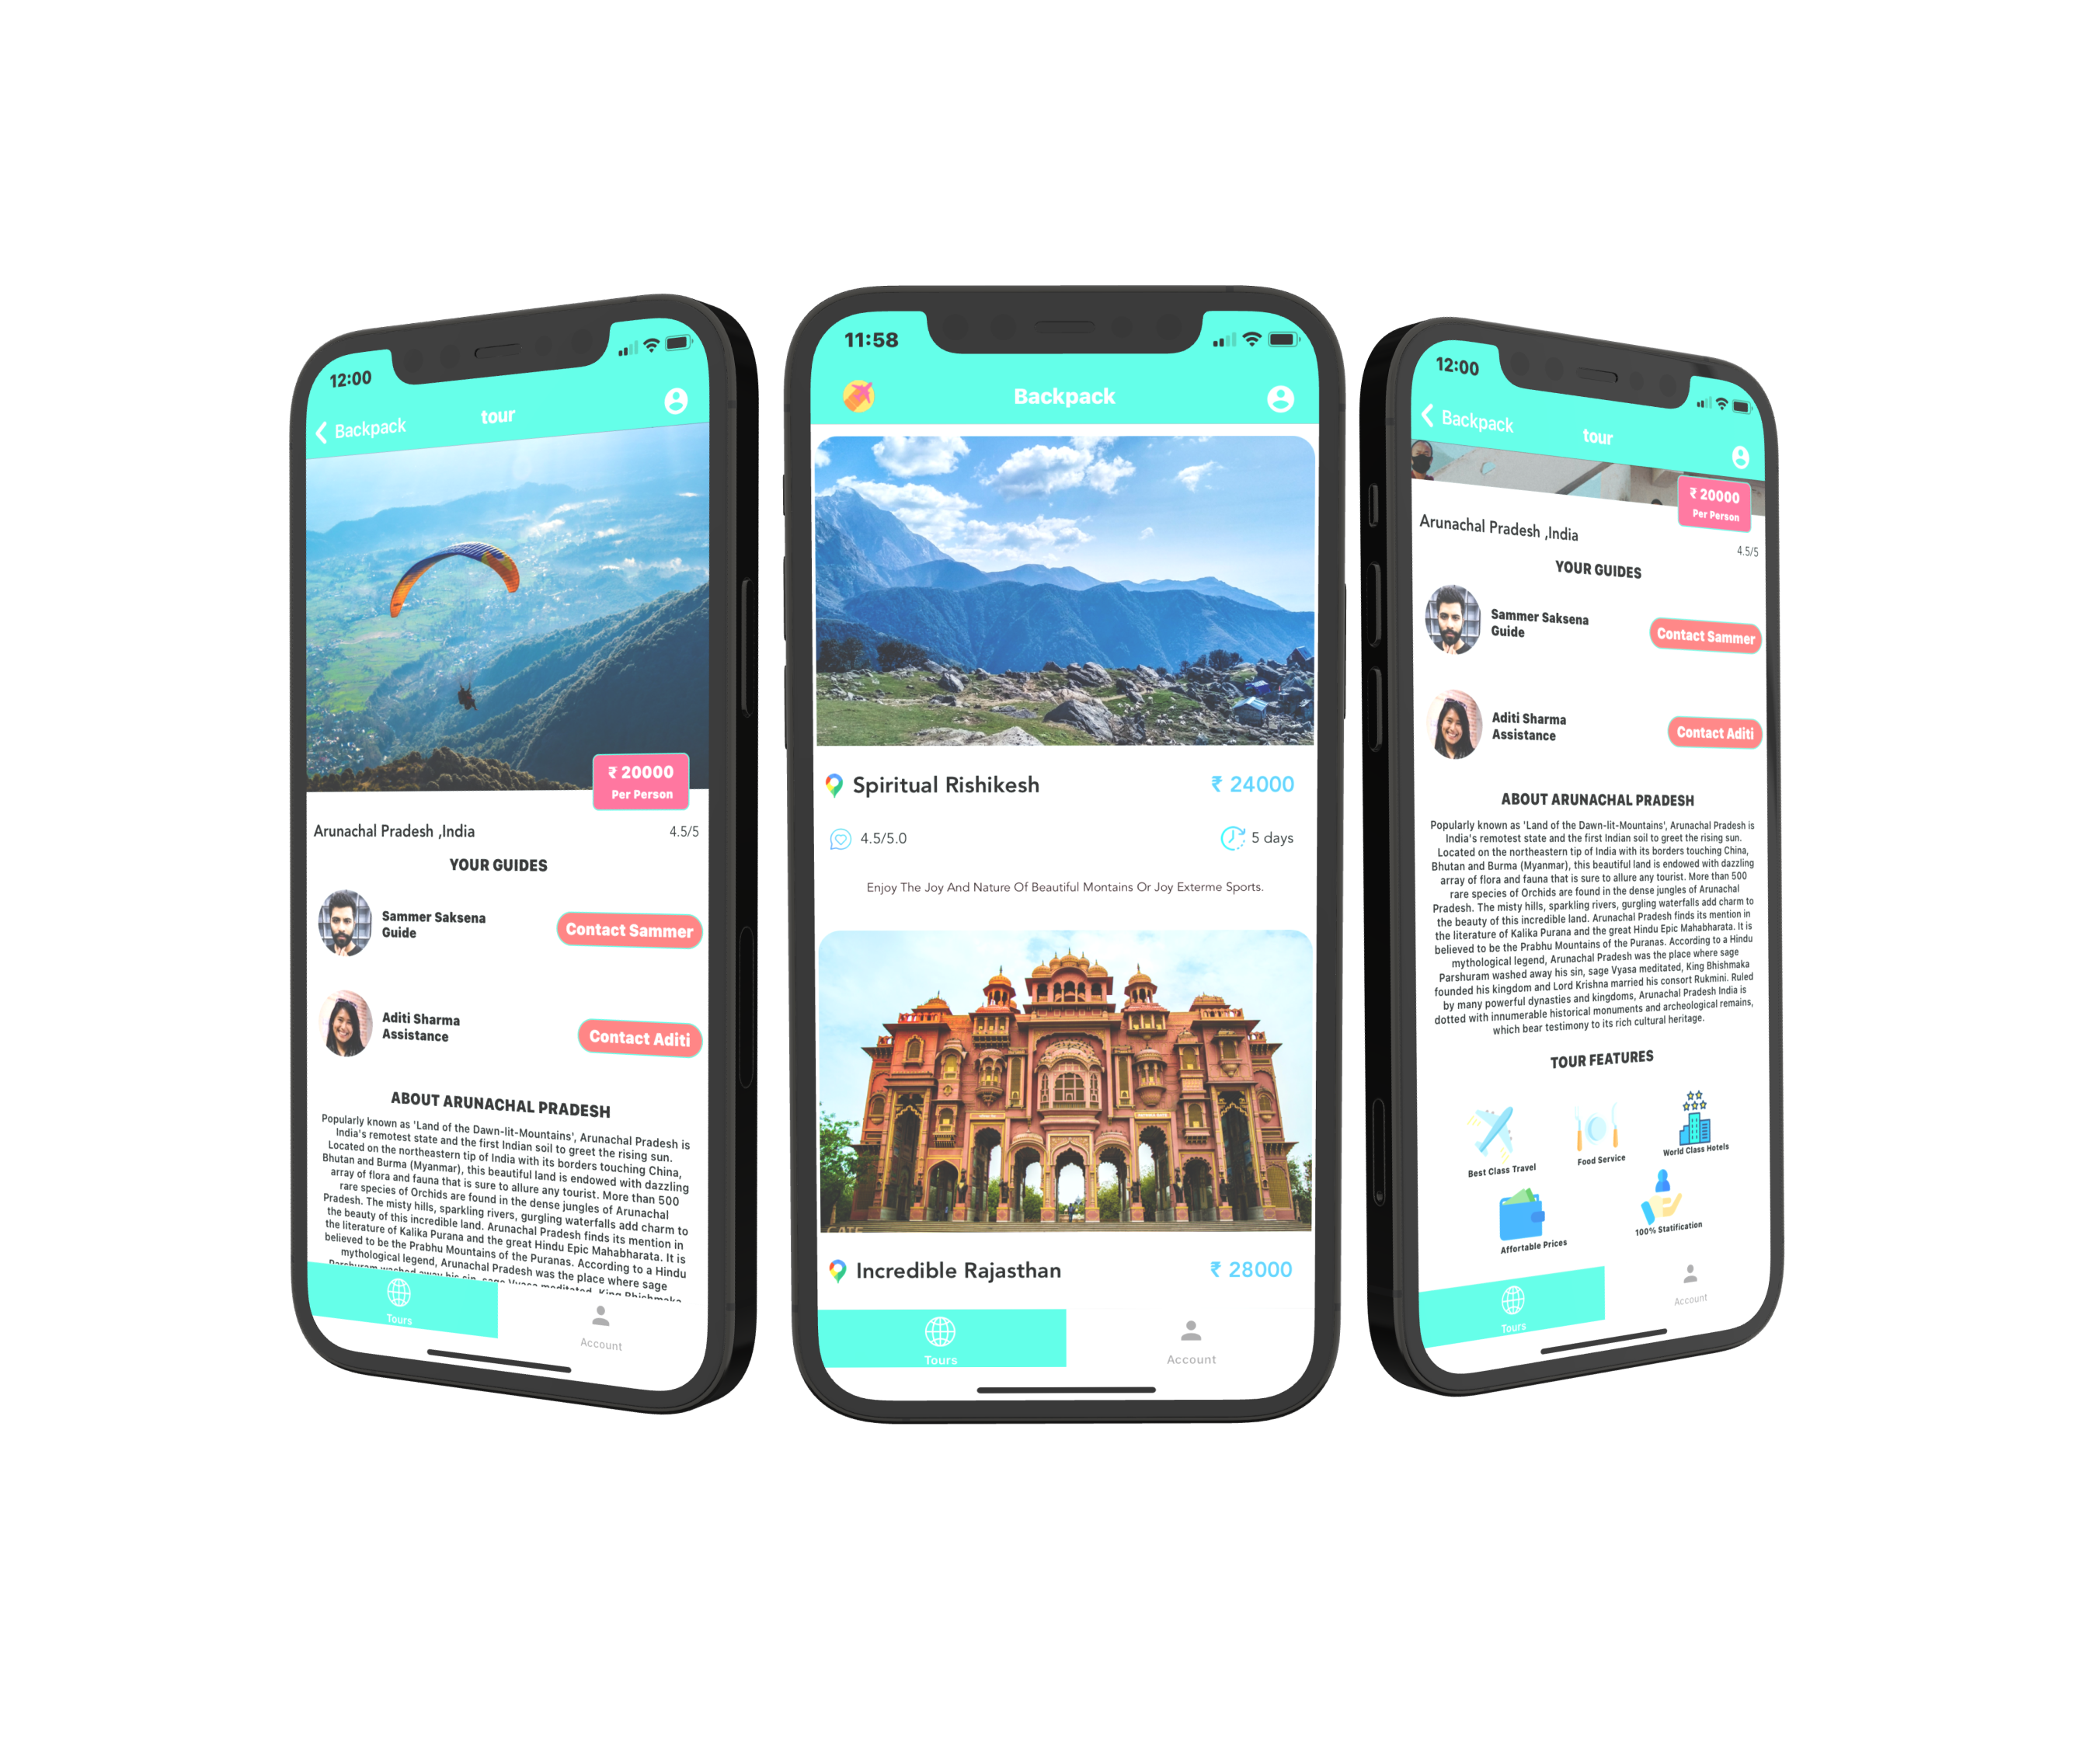 12:00
Backpack
tour
₹ 20000
Per Person
Arunachal Pradesh ,India
4.5/5
YOUR GUIDES
Sammer Saksena
Guide
Contact Sammer
Aditi Sharma
Assistance
Contact Aditi
ABOUT ARUNACHAL PRADESH
Popularly known as 'Land of the Dawn-lit-Mountains', Arunachal Pradesh is
India's remotest state and the first Indian soil to greet the rising sun.
Located on the northeastern tip of India with its borders touching China,
Bhutan and Burma (Myanmar), this beautiful land is endowed with dazzling
array of flora and fauna that is sure to allure any tourist. More than 500
rare species of Orchids are found in the dense jungles of Arunachal
Pradesh. The misty hills, sparkling rivers, gurgling waterfalls add charm to
the beauty of this incredible land. Arunachal Pradesh finds its mention in
the literature of Kalika Purana and the great Hindu Epic Mahabharata. It is
believed to be the Prabhu Mountains of the Puranas. According to a Hindu
mythological legend, Arunachal Pradesh was the place where sage
Parshuram washed away his sin, sage Vyasa meditated, King Bhishmaka
Tours
Account
11:58
Backpack
Spiritual Rishikesh
₹ 24000
4.5/5.0
5 days
Enjoy The Joy And Nature Of Beautiful Montains Or Joy Exterme Sports.
Incredible Rajasthan
₹ 28000
Tours
Account
12:00
Backpack
tour
₹ 20000
Per Person
Arunachal Pradesh ,India
4.5/5
YOUR GUIDES
Sammer Saksena
Guide
Contact Sammer
Aditi Sharma
Assistance
Contact Aditi
ABOUT ARUNACHAL PRADESH
Popularly known as 'Land of the Dawn-lit-Mountains', Arunachal Pradesh is
India's remotest state and the first Indian soil to greet the rising sun.
Located on the northeastern tip of India with its borders touching China,
Bhutan and Burma (Myanmar), this beautiful land is endowed with dazzling
array of flora and fauna that is sure to allure any tourist. More than 500
rare species of Orchids are found in the dense jungles of Arunachal
Pradesh. The misty hills, sparkling rivers, gurgling waterfalls add charm to
the beauty of this incredible land. Arunachal Pradesh finds its mention in
the literature of Kalika Purana and the great Hindu Epic Mahabharata. It is
believed to be the Prabhu Mountains of the Puranas. According to a Hindu
mythological legend, Arunachal Pradesh was the place where sage
Parshuram washed away his sin, sage Vyasa meditated, King Bhishmaka
founded his kingdom and Lord Krishna married his consort Rukmini. Ruled
by many powerful dynasties and kingdoms, Arunachal Pradesh India is
dotted with innumerable historical monuments and archeological remains,
which bear testimony to its rich cultural heritage.
TOUR FEATURES
Best Class Travel
Food Service
World Class Hotels
Affortable Prices
100% Statification
Tours
Account